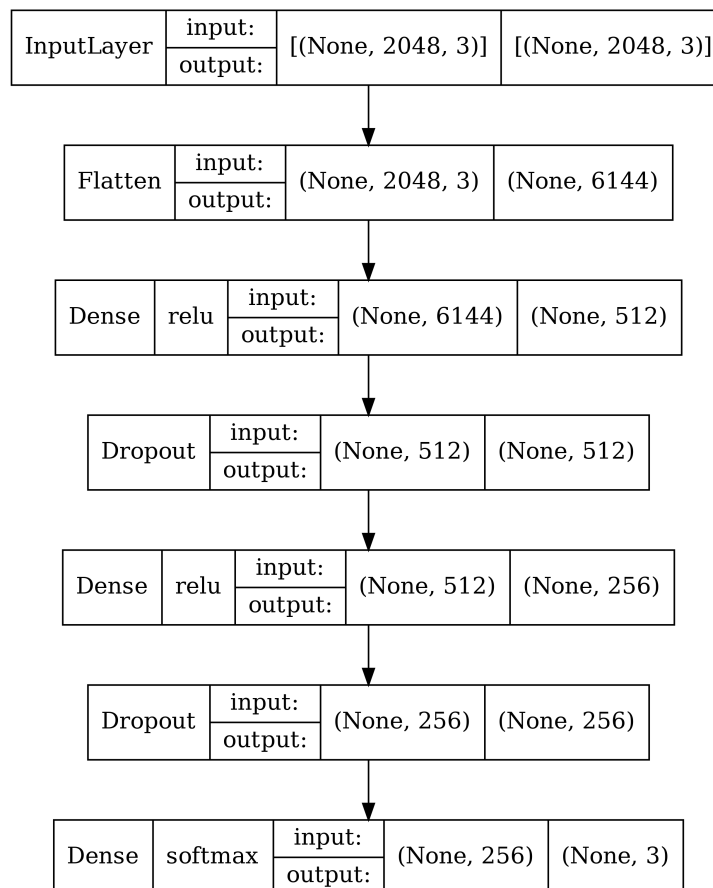 InputLayer input: output: [(None, 2048, 3)] [(None, 2048, 3)]
Flatten input: output: (None, 2048, 3) (None, 6144)
Dense relu input: output: (None, 6144) (None, 512)
Dropout input: output: (None, 512) (None, 512)
Dense relu input: output: (None, 512) (None, 256)
Dropout input: output: (None, 256) (None, 256)
Dense softmax input: output: (None, 256) (None, 3)